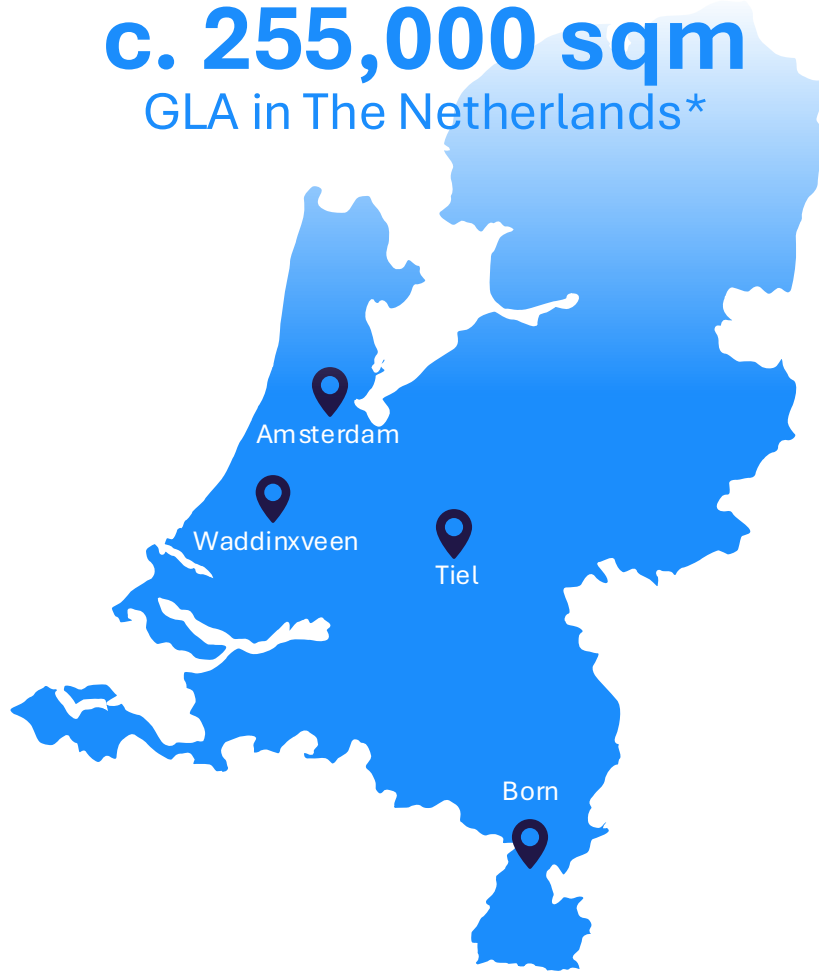 c. 255,000 sqm
GLA in The Netherlands*
Amsterdam
Waddinxveen
Tiel
Born